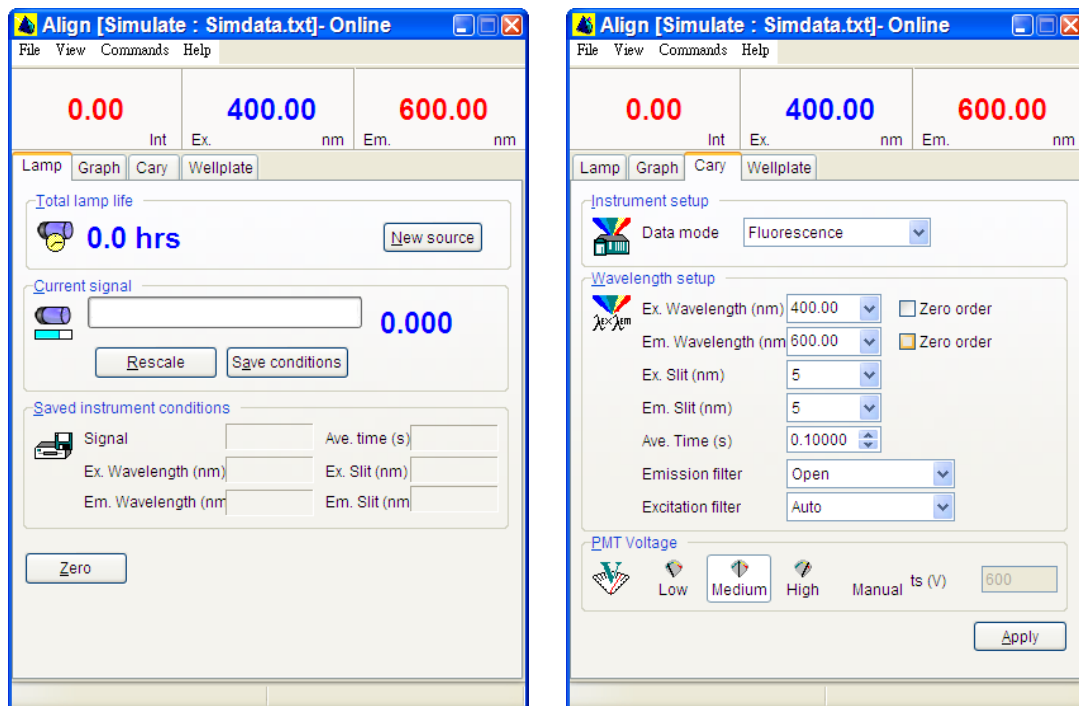 Align [Simulate : Simdata.txt]- Online
File View Commands Help
0.00 400.00 600.00
Int Ex. nm Em. nm
Lamp Graph Cary Wellplate
Total lamp life
0.0 hrs New source
Current signal
0.000
Rescale Save conditions
Saved instrument conditions
Signal Ave. time (s)
Ex. Wavelength (nm) Ex. Slit (nm)
Em. Wavelength (nm Em. Slit (nm
Zero
Align [Simulate : Simdata.txt]- Online
File View Commands Help
0.00 400.00 600.00
Int Ex. nm Em. nm
Lamp Graph Cary Wellplate
Instrument setup
Data mode Fluorescence
Wavelength setup
λex×λem
Ex. Wavelength (nm) 400.00 Zero order
Em. Wavelength (nm 600.00 Zero order
Ex. Slit (nm) 5
Em. Slit (nm) 5
Ave. Time (s) 0.10000
Emission filter Open
Excitation filter Auto
PMT Voltage
V
Low Medium High Manual ts (V) 600
Apply